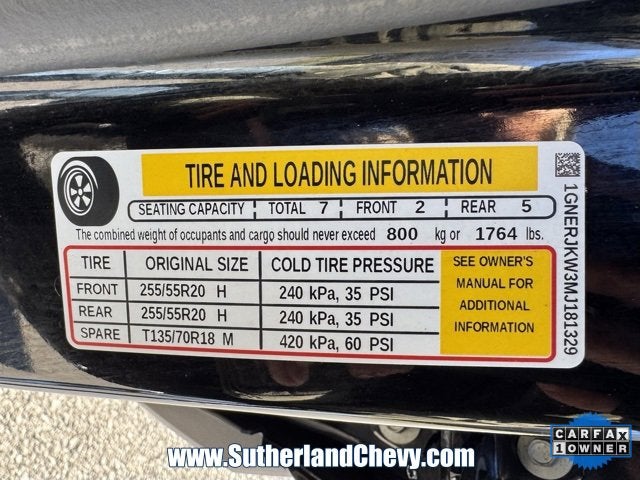 TIRE AND LOADING INFORMATION
SEATING CAPACITY TOTAL 7 FRONT 2 REAR 5
The combined weight of occupants and cargo should never exceed 800 kg or 1764 lbs.
TIRE ORIGINAL SIZE COLD TIRE PRESSURE
FRONT 255/55R20 H 240 kPa, 35 PSI
REAR 255/55R20 H 240 kPa, 35 PSI
SPARE T135/70R18 M 420 kPa, 60 PSI
SEE OWNER'S
MANUAL FOR
ADDITIONAL
INFORMATION
1GNERJKW3MJ181329
CARFAX
1 OWNER
www.SutherlandChevy.com